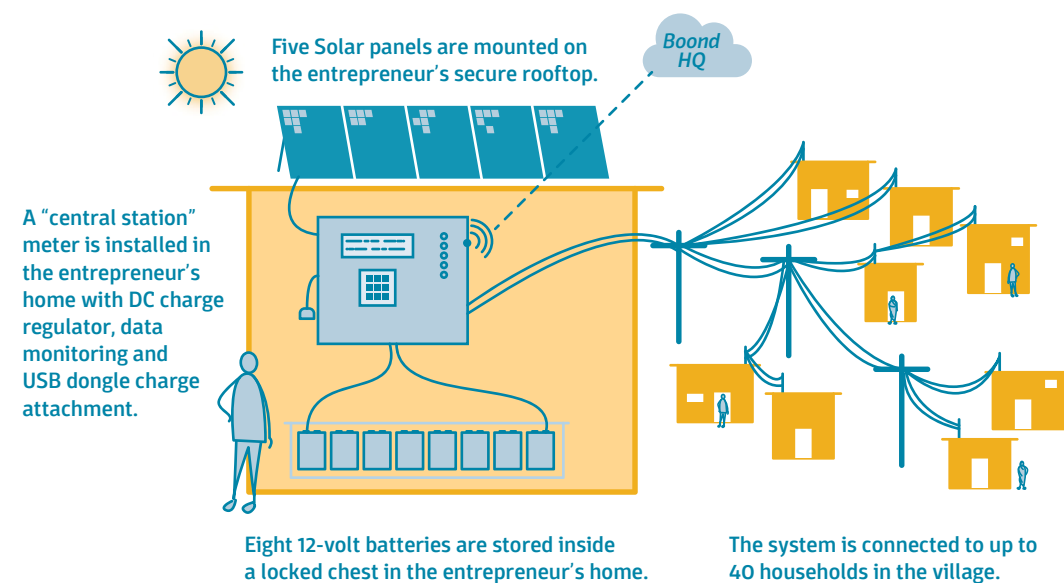 Five Solar panels are mounted on
the entrepreneur's secure rooftop.
Boond
HQ
A “central station”
meter is installed in
the entrepreneur's
home with DC charge
regulator, data
monitoring and
USB dongle charge
attachment.
Eight 12-volt batteries are stored inside
a locked chest in the entrepreneur's home.
The system is connected to up to
40 households in the village.